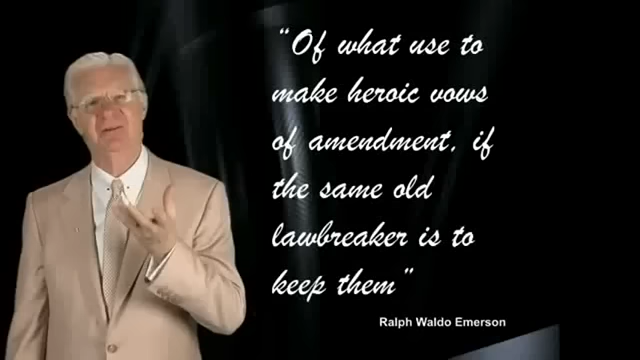 “Of what use to
make heroic vows
of amendment, if
the same old
lawbreaker is to
keep them”
Ralph Waldo Emerson